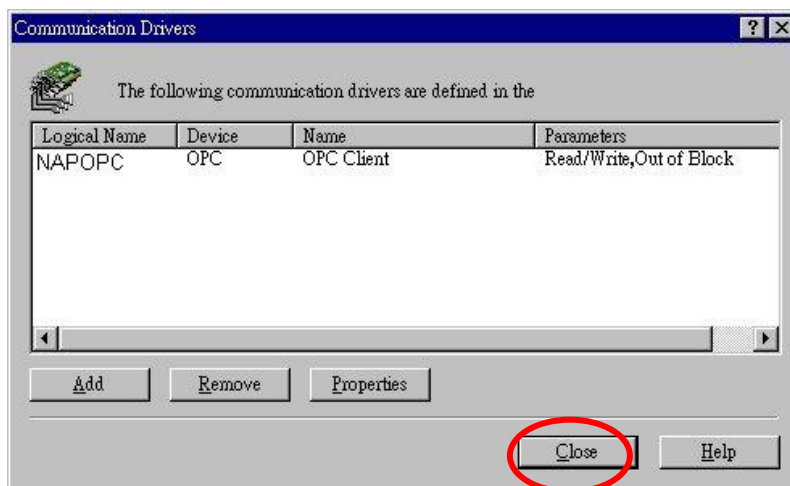 Communication Drivers
The following communication drivers are defined in the
Logical Name Device Name Parameters
NAPOPC OPC OPC Client Read/Write,Out of Block
Add Remove Properties
Close Help